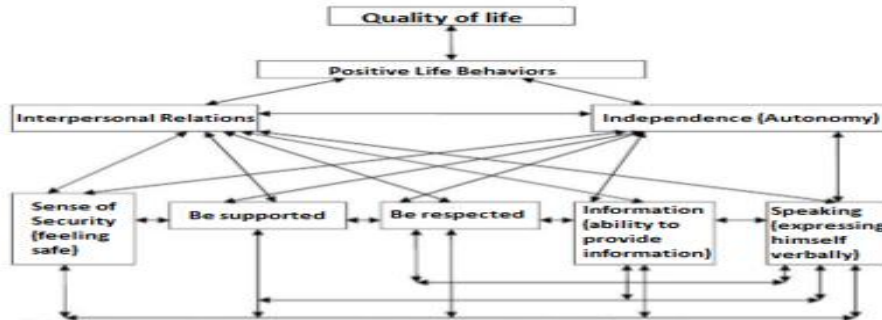 Quality of life
Positive Life Behaviors
Interpersonal Relations
Independence (Autonomy)
Sense of
Security
(feeling
safe)
Be supported
Be respected
Information
(ability to
provide
information)
Speaking
(expressing
himself
verbally)